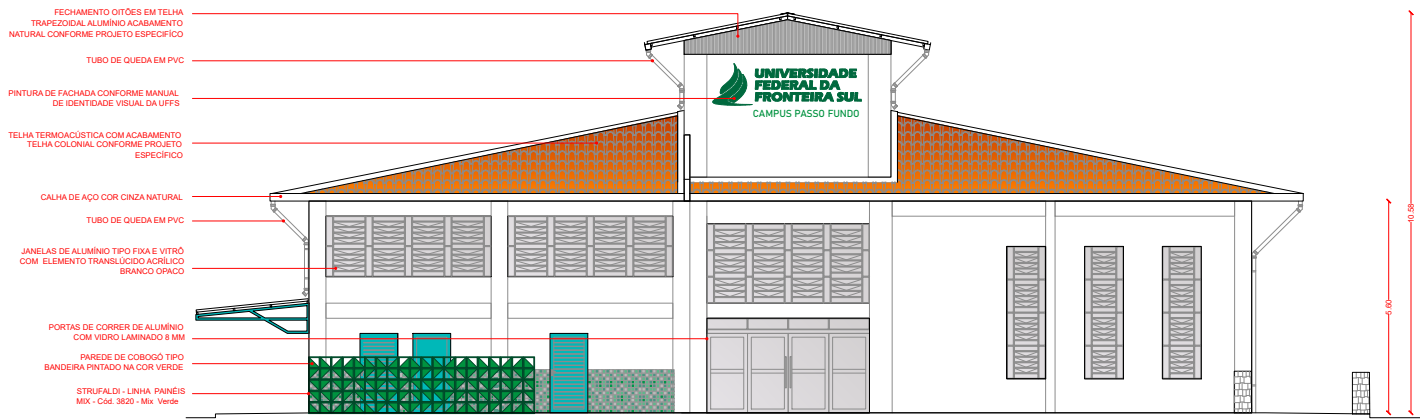 FECHAMENTO OITÕES EM TELHA
TRAPEZOIDAL ALUMÍNIO ACABAMENTO
NATURAL CONFORME PROJETO ESPECIFÍCO
TUBO DE QUEDA EM PVC
PINTURA DE FACHADA CONFORME MANUAL
DE IDENTIDADE VISUAL DA UFFS
TELHA TERMOACÚSTICA COM ACABAMENTO
TELHA COLONIAL CONFORME PROJETO
ESPECÍFICO
CALHA DE AÇO COR CINZA NATURAL
TUBO DE QUEDA EM PVC
JANELAS DE ALUMÍNIO TIPO FIXA E VITRÔ
COM ELEMENTO TRANSLÚCIDO ACRÍLICO
BRANCO OPACO
PORTAS DE CORRER DE ALUMÍNIO
COM VIDRO LAMINADO 8 MM
PAREDE DE COBOGÓ TIPO
BANDEIRA PINTADO NA COR VERDE
STRUFALDI - LINHA PAINÉIS
MIX - Cód. 3820 - Mix Verde
UNIVERSIDADE
FEDERAL DA
FRONTEIRA SUL
CAMPUS PASSO FUNDO
10.58
5.60